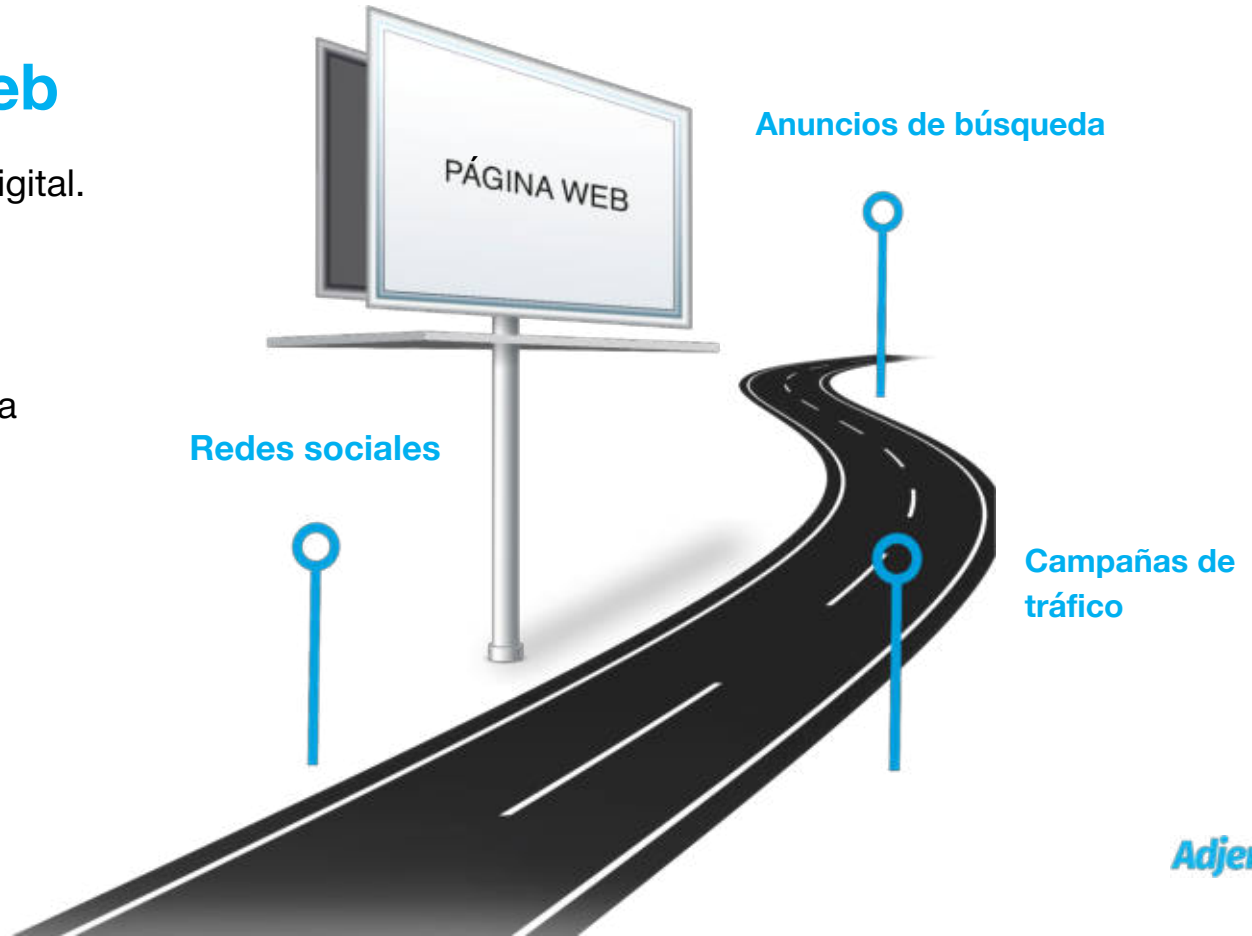 eb
igital.
a
PÁGINA WEB
Anuncios de búsqueda
Redes sociales
Campañas de
tráfico
Adjer